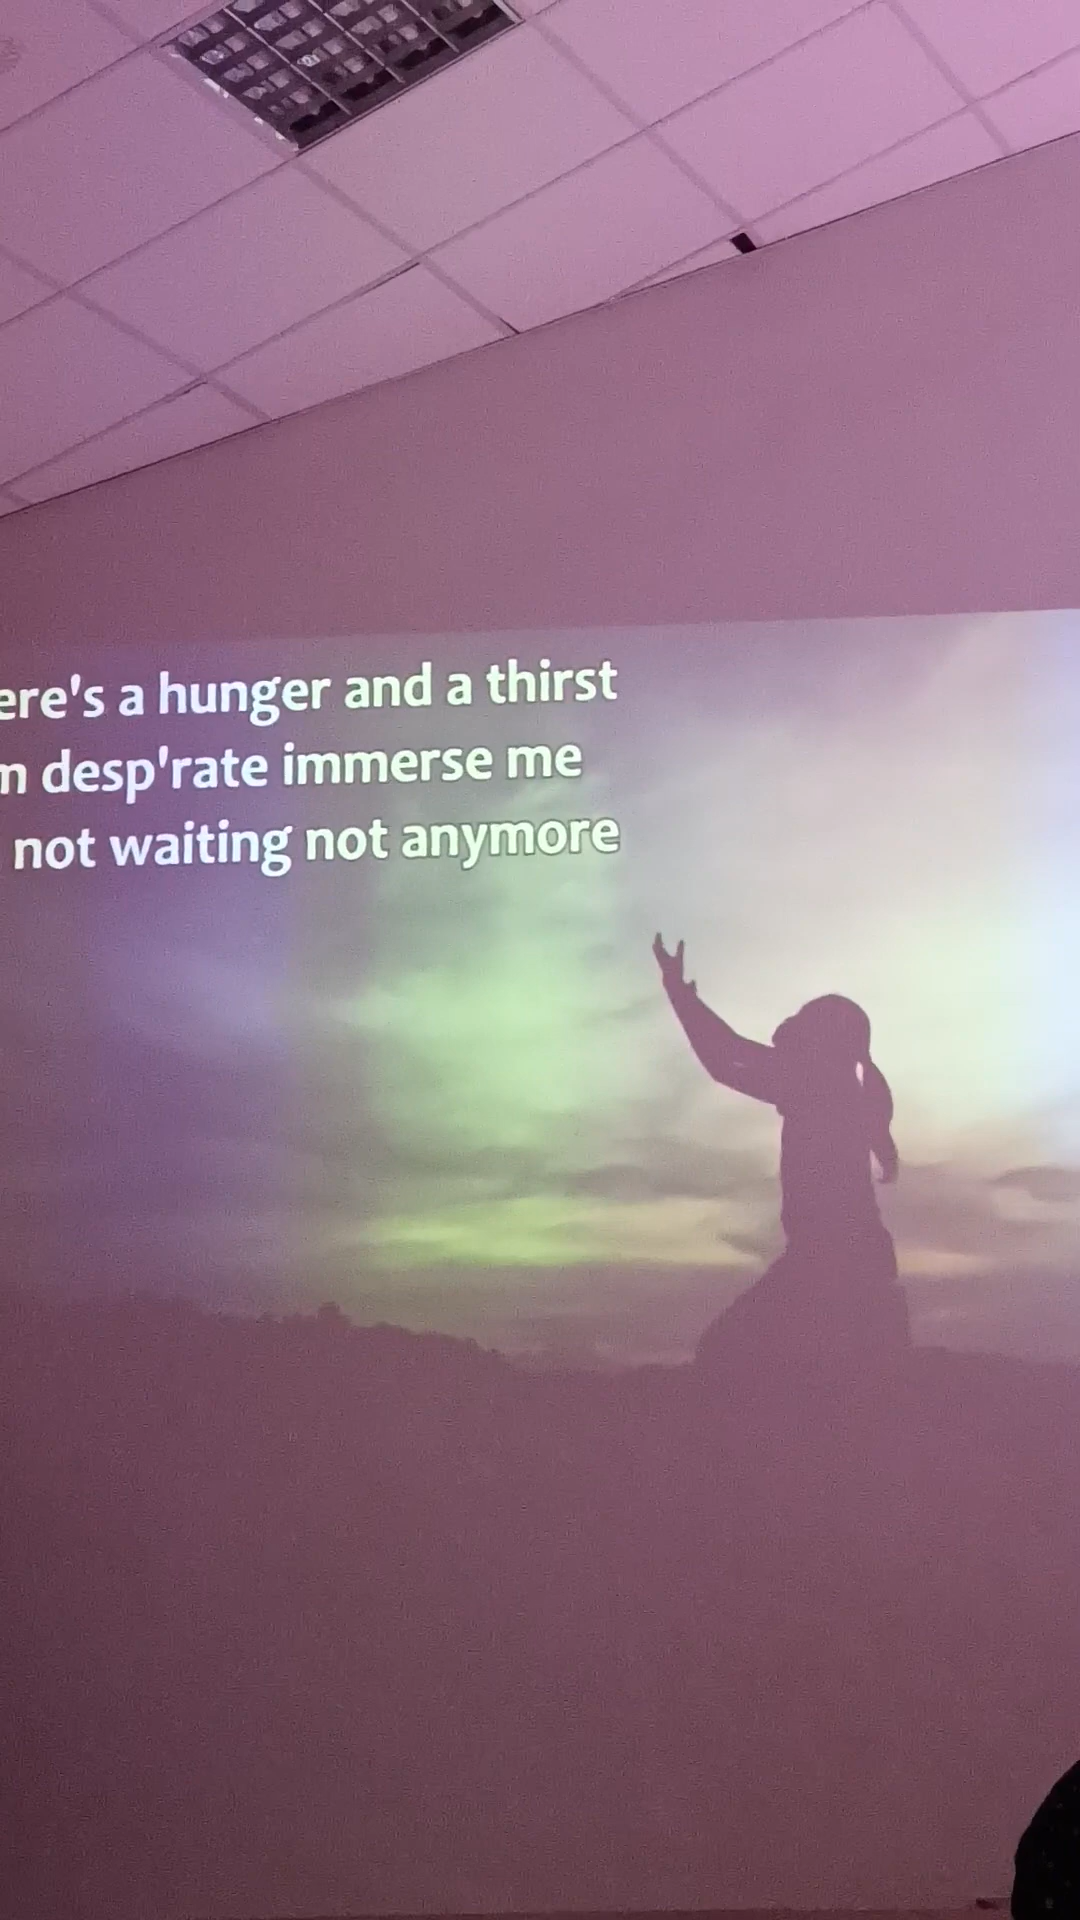 ere's a hunger and a thirst
desp'rate immerse me
not waiting not anymore